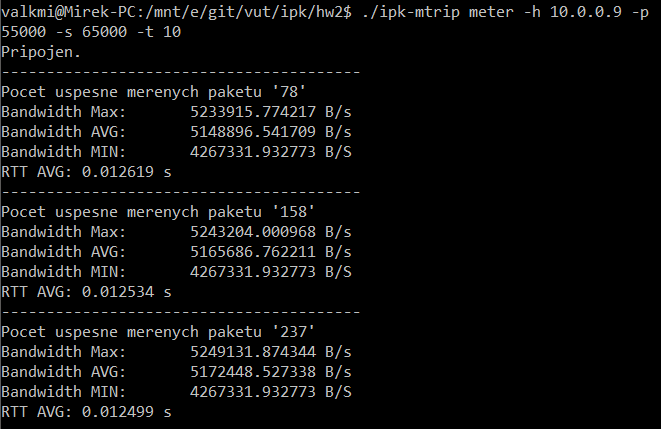 valkmi@Mirek-PC:/mnt/e/git/vut/ipk/hw2$ ./ipk-mtrip meter -h 10.0.0.9 -p
55000 -s 65000 -t 10
Pripojen.
----------------------------------------
Pocet uspesne merenych paketu '78'
Bandwidth Max:       5233915.774217 B/s
Bandwidth AVG:       5148896.541709 B/s
Bandwidth MIN:       4267331.932773 B/S
RTT AVG: 0.012619 s
----------------------------------------
Pocet uspesne merenych paketu '158'
Bandwidth Max:       5243204.000968 B/s
Bandwidth AVG:       5165686.762211 B/s
Bandwidth MIN:       4267331.932773 B/S
RTT AVG: 0.012534 s
----------------------------------------
Pocet uspesne merenych paketu '237'
Bandwidth Max:       5249131.874344 B/s
Bandwidth AVG:       5172448.527338 B/s
Bandwidth MIN:       4267331.932773 B/S
RTT AVG: 0.012499 s